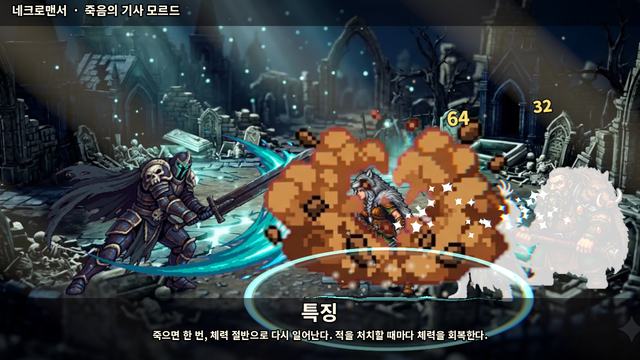 네크로맨서 · 죽음의 기사 모르드
64
32
특징
죽으면 한 번, 체력 절반으로 다시 일어난다. 적을 처치할 때마다 체력을 회복한다.